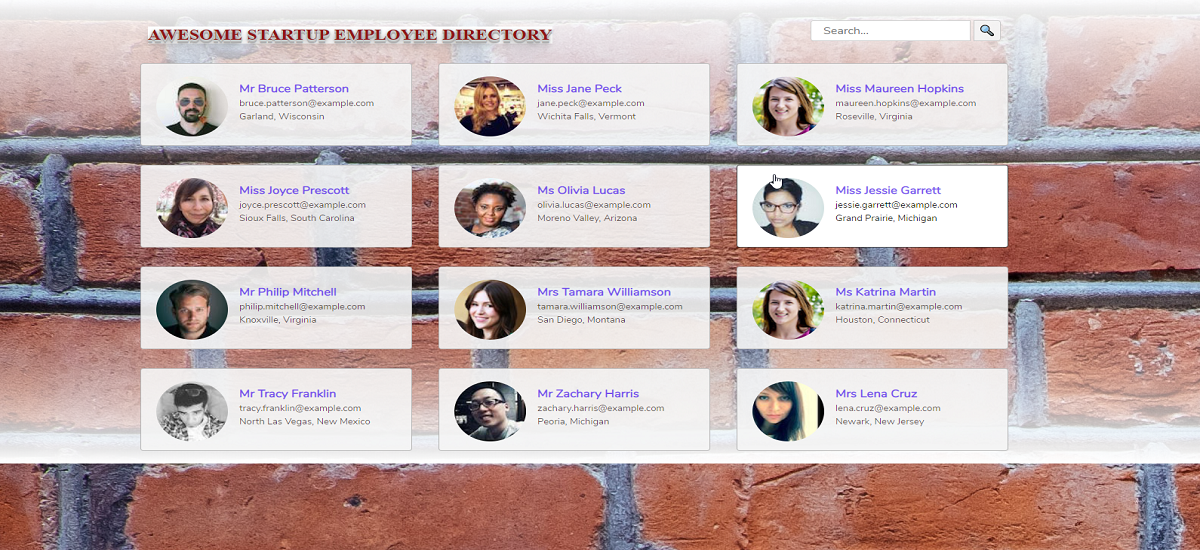 AWESOME STARTUP EMPLOYEE DIRECTORY
Search...
Mr Bruce Patterson
bruce.patterson@example.com
Garland, Wisconsin
Miss Jane Peck
jane.peck@example.com
Wichita Falls, Vermont
Miss Maureen Hopkins
maureen.hopkins@example.com
Roseville, Virginia
Miss Joyce Prescott
joyce.prescott@example.com
Sioux Falls, South Carolina
Ms Olivia Lucas
olivia.lucas@example.com
Moreno Valley, Arizona
Miss Jessie Garrett
jessie.garrett@example.com
Grand Prairie, Michigan
Mr Philip Mitchell
philip.mitchell@example.com
Knoxville, Virginia
Mrs Tamara Williamson
tamara.williamson@example.com
San Diego, Montana
Ms Katrina Martin
katrina.martin@example.com
Houston, Connecticut
Mr Tracy Franklin
tracy.franklin@example.com
North Las Vegas, New Mexico
Mr Zachary Harris
zachary.harris@example.com
Peoria, Michigan
Mrs Lena Cruz
lena.cruz@example.com
Newark, New Jersey